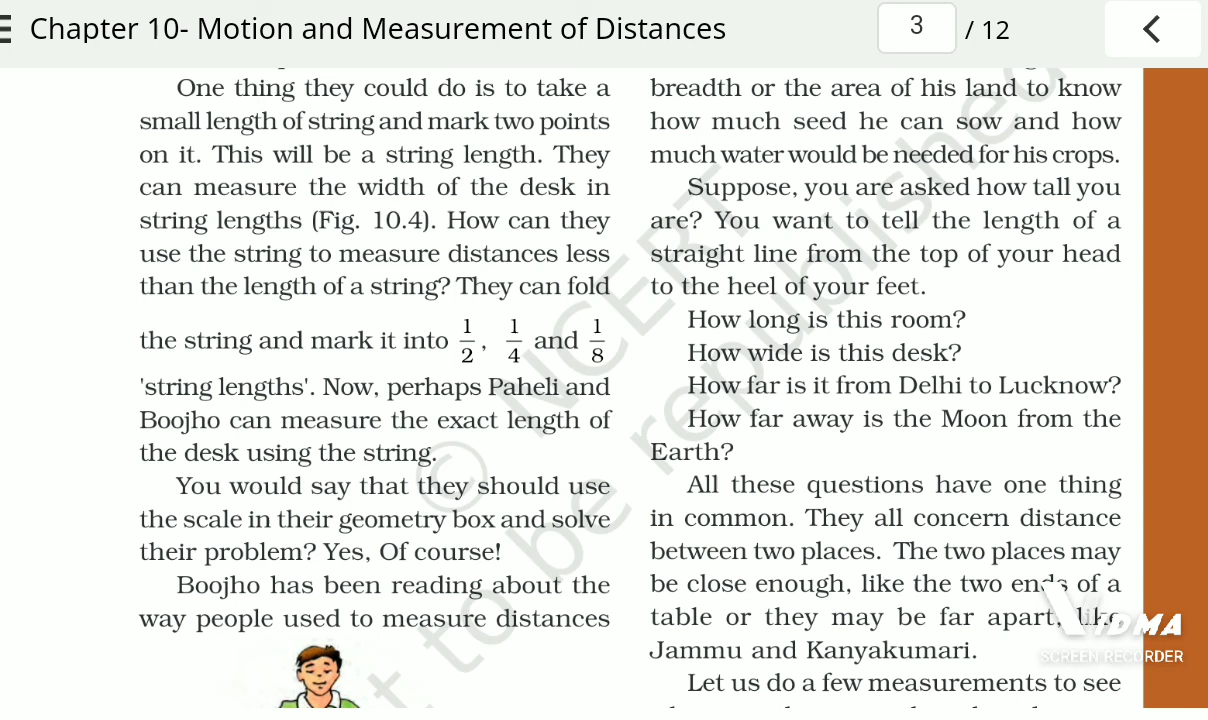 Chapter 10- Motion and Measurement of Distances
3 / 12
One thing they could do is to take a
small length of string and mark two points
on it. This will be a string length. They
can measure the width of the desk in
string lengths (Fig. 10.4). How can they
use the string to measure distances less
than the length of a string? They can fold
the string and mark it into 1/2, 1/4 and 1/8
'string lengths'. Now, perhaps Paheli and
Boojho can measure the exact length of
the desk using the string.
You would say that they should use
the scale in their geometry box and solve
their problem? Yes, Of course!
Boojho has been reading about the
way people used to measure distances
breadth or the area of his land to know
how much seed he can sow and how
much water would be needed for his crops.
Suppose, you are asked how tall you
are? You want to tell the length of a
straight line from the top of your head
to the heel of your feet.
How long is this room?
How wide is this desk?
How far is it from Delhi to Lucknow?
How far away is the Moon from the
Earth?
All these questions have one thing
in common. They all concern distance
between two places. The two places may
be close enough, like the two ends of a
table or they may be far apart, like
Jammu and Kanyakumari.
Let us do a few measurements to see
© NCERT
to be republished
VIDMA
SCREEN RECORDER